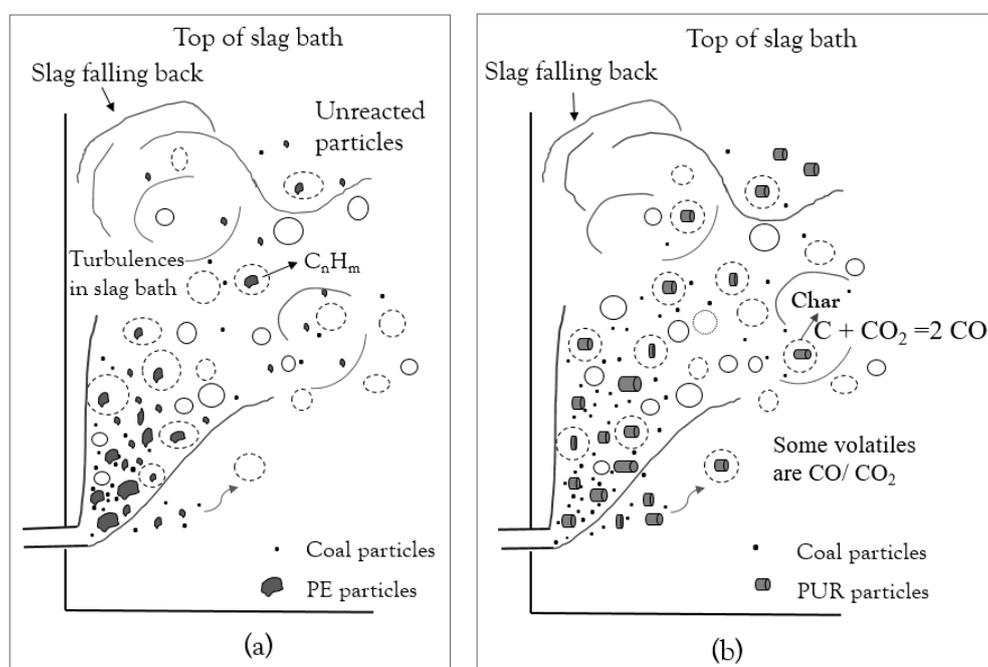 Top of slag bath
Slag falling back
Unreacted
particles
Turbulences
in slag bath
CₙHₘ
Coal particles
PE particles
(a)
Top of slag bath
Slag falling back
Char
C + CO₂ =2 CO
Some volatiles
are CO/ CO₂
Coal particles
PUR particles
(b)